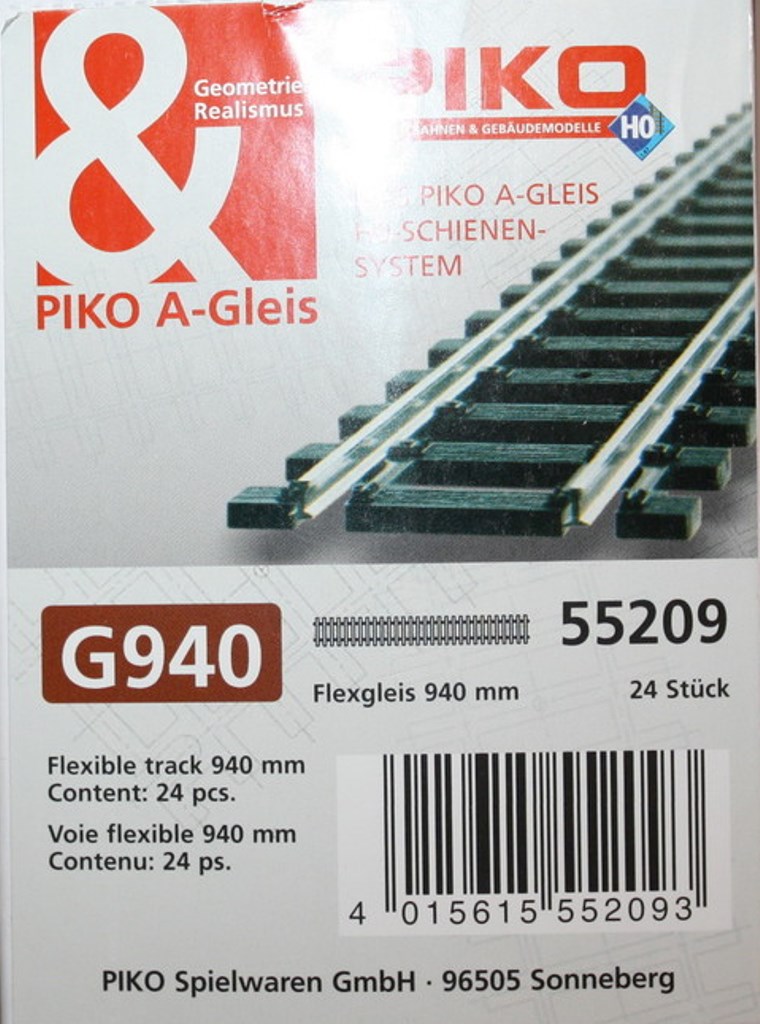 Geometrie
Realismus
&
PIKO A-Gleis
PIKO
& GEBÄUDEMODELLE
H0
PIKO A-GLEIS
-SCHIENEN-
SYSTEM
G940
55209
Flexgleis 940 mm
24 Stück
Flexible track 940 mm
Content: 24 pcs.
Voie flexible 940 mm
Contenu: 24 ps.
4 015615 552093
PIKO Spielwaren GmbH · 96505 Sonneberg